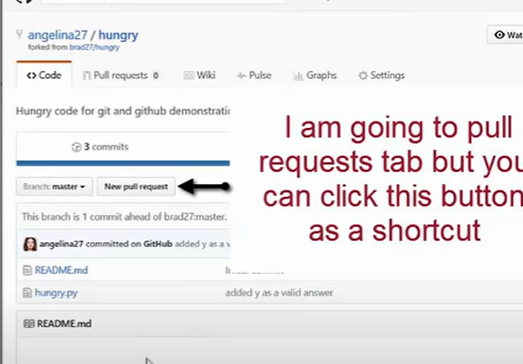 angelina27 / hungry
forked from brad27/hungry
Code
Pull requests 0
Wiki
Pulse
Graphs
Settings
Hungry code for git and github
3 commits
Branch: master
New pull request
I am going to pull
requests tab but you
can click this button
as a shortcut
This branch is 1 commit ahead of brad27:master.
angelina27 committed on GitHub added y as a
README.md
hungry.py
added y as a valid answer
README.md